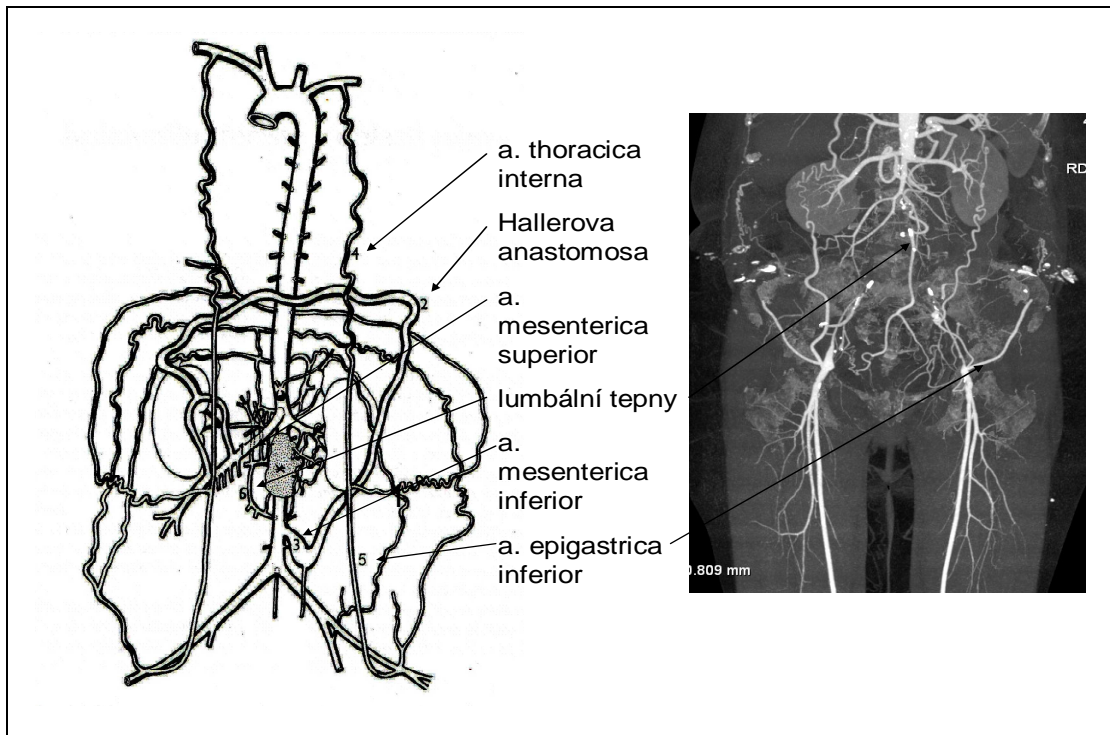 a. thoracica
interna
Hallerova
anastomosa
a.
mesenterica
superior
lumbální tepny
a.
mesenterica
inferior
a. epigastrica
inferior
4
2
6
3
5
RD
0.809 mm